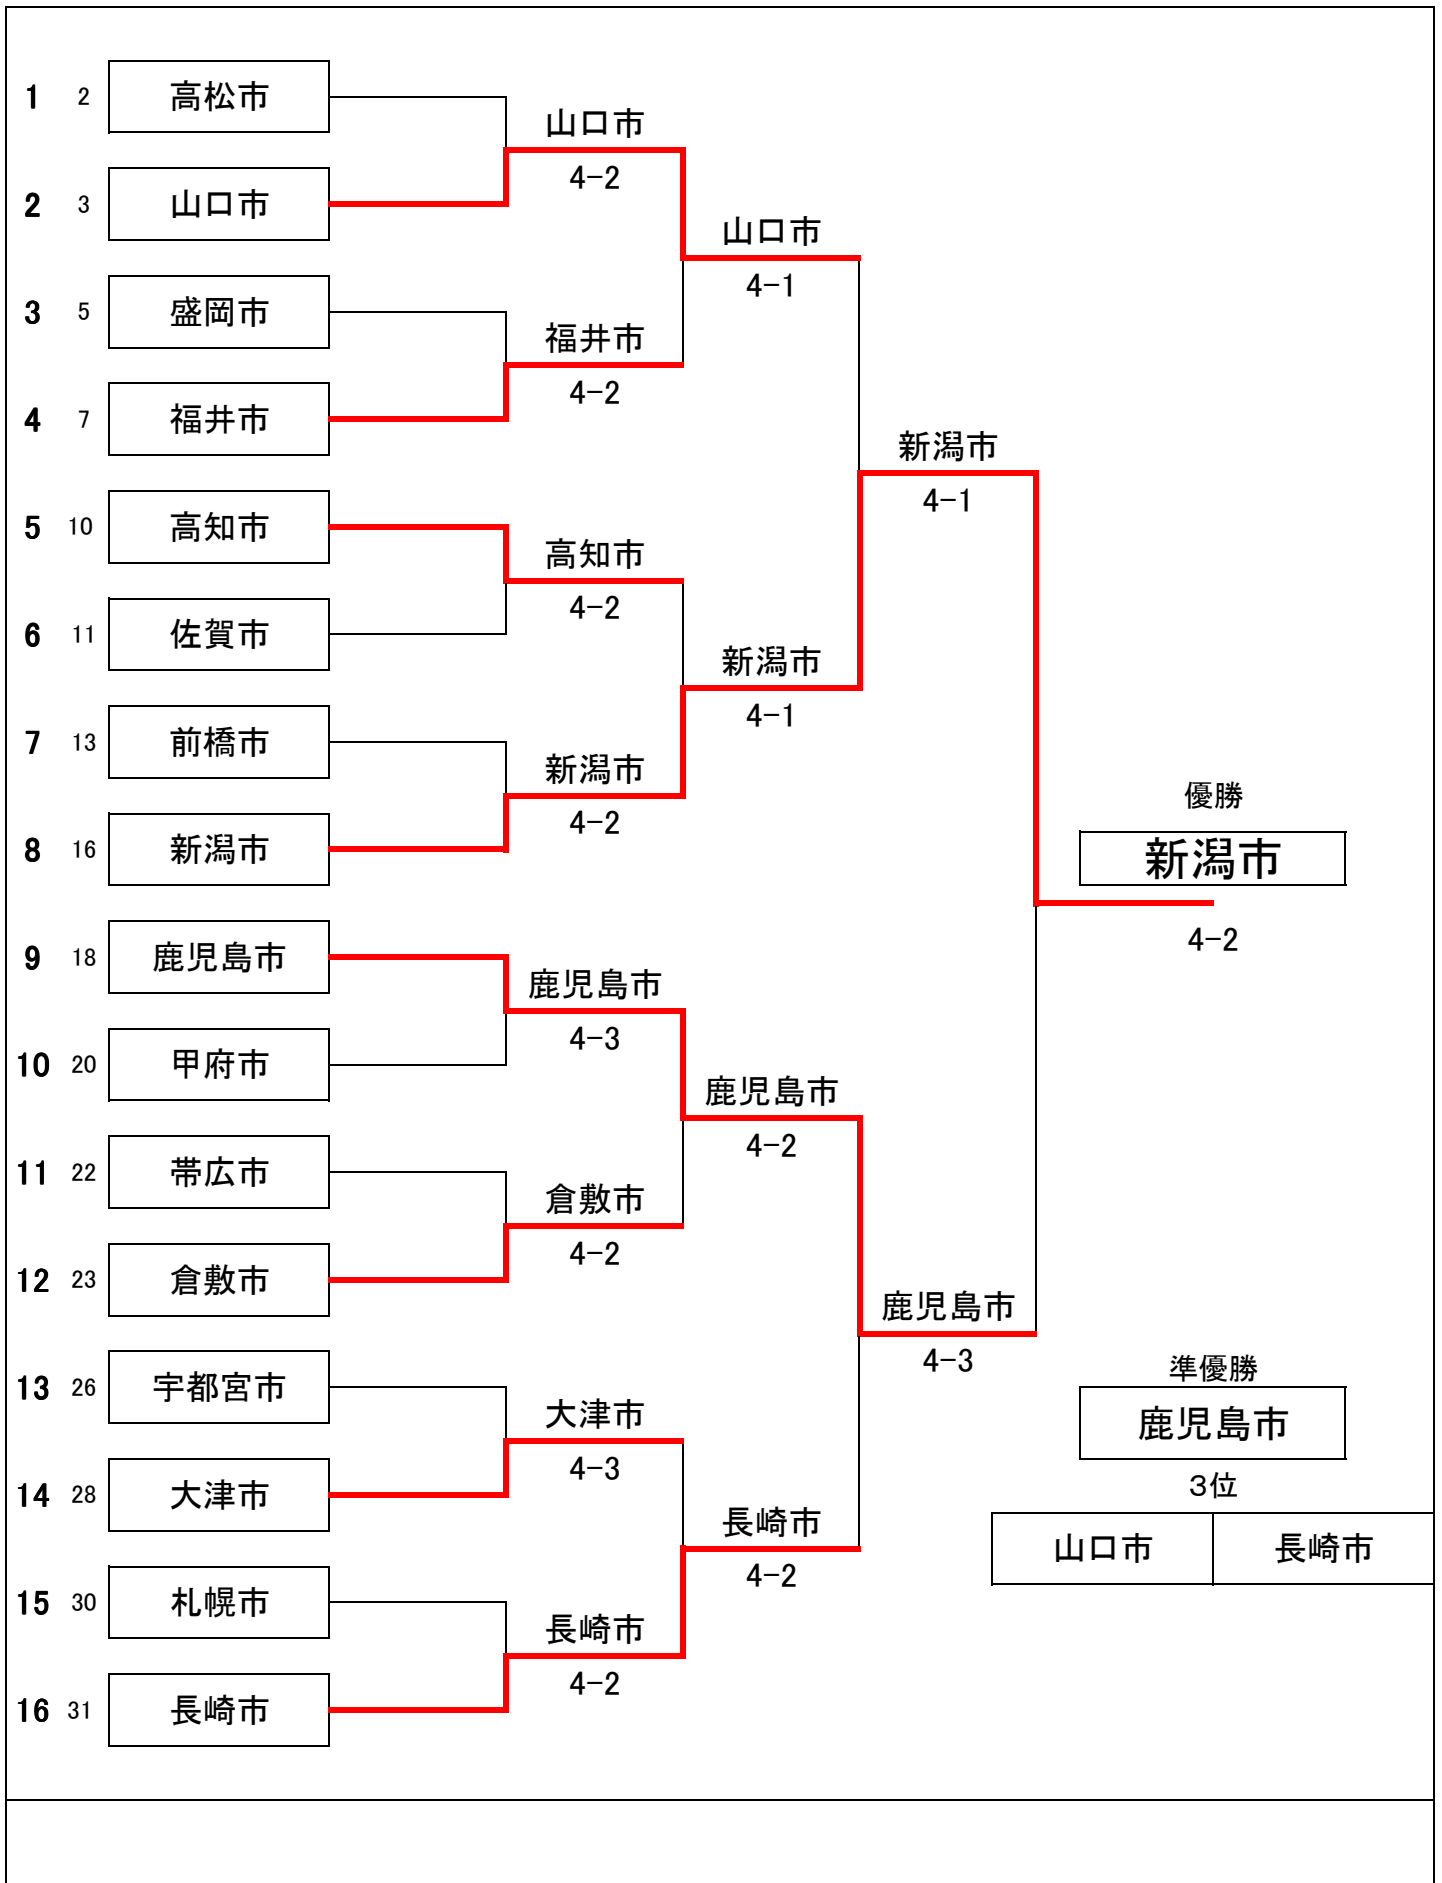 1 2 高松市
山口市
4-2
2 3 山口市
山口市
4-1
3 5 盛岡市
福井市
4-2
4 7 福井市
新潟市
4-1
5 10 高知市
高知市
4-2
6 11 佐賀市
新潟市
4-1
7 13 前橋市
新潟市
4-2
8 16 新潟市
優勝
新潟市
4-2
9 18 鹿児島市
鹿児島市
4-3
10 20 甲府市
鹿児島市
4-2
11 22 帯広市
倉敷市
4-2
12 23 倉敷市
鹿児島市
4-3
13 26 宇都宮市
大津市
4-3
準優勝
鹿児島市
14 28 大津市
3位
山口市 長崎市
長崎市
4-2
15 30 札幌市
長崎市
4-2
16 31 長崎市